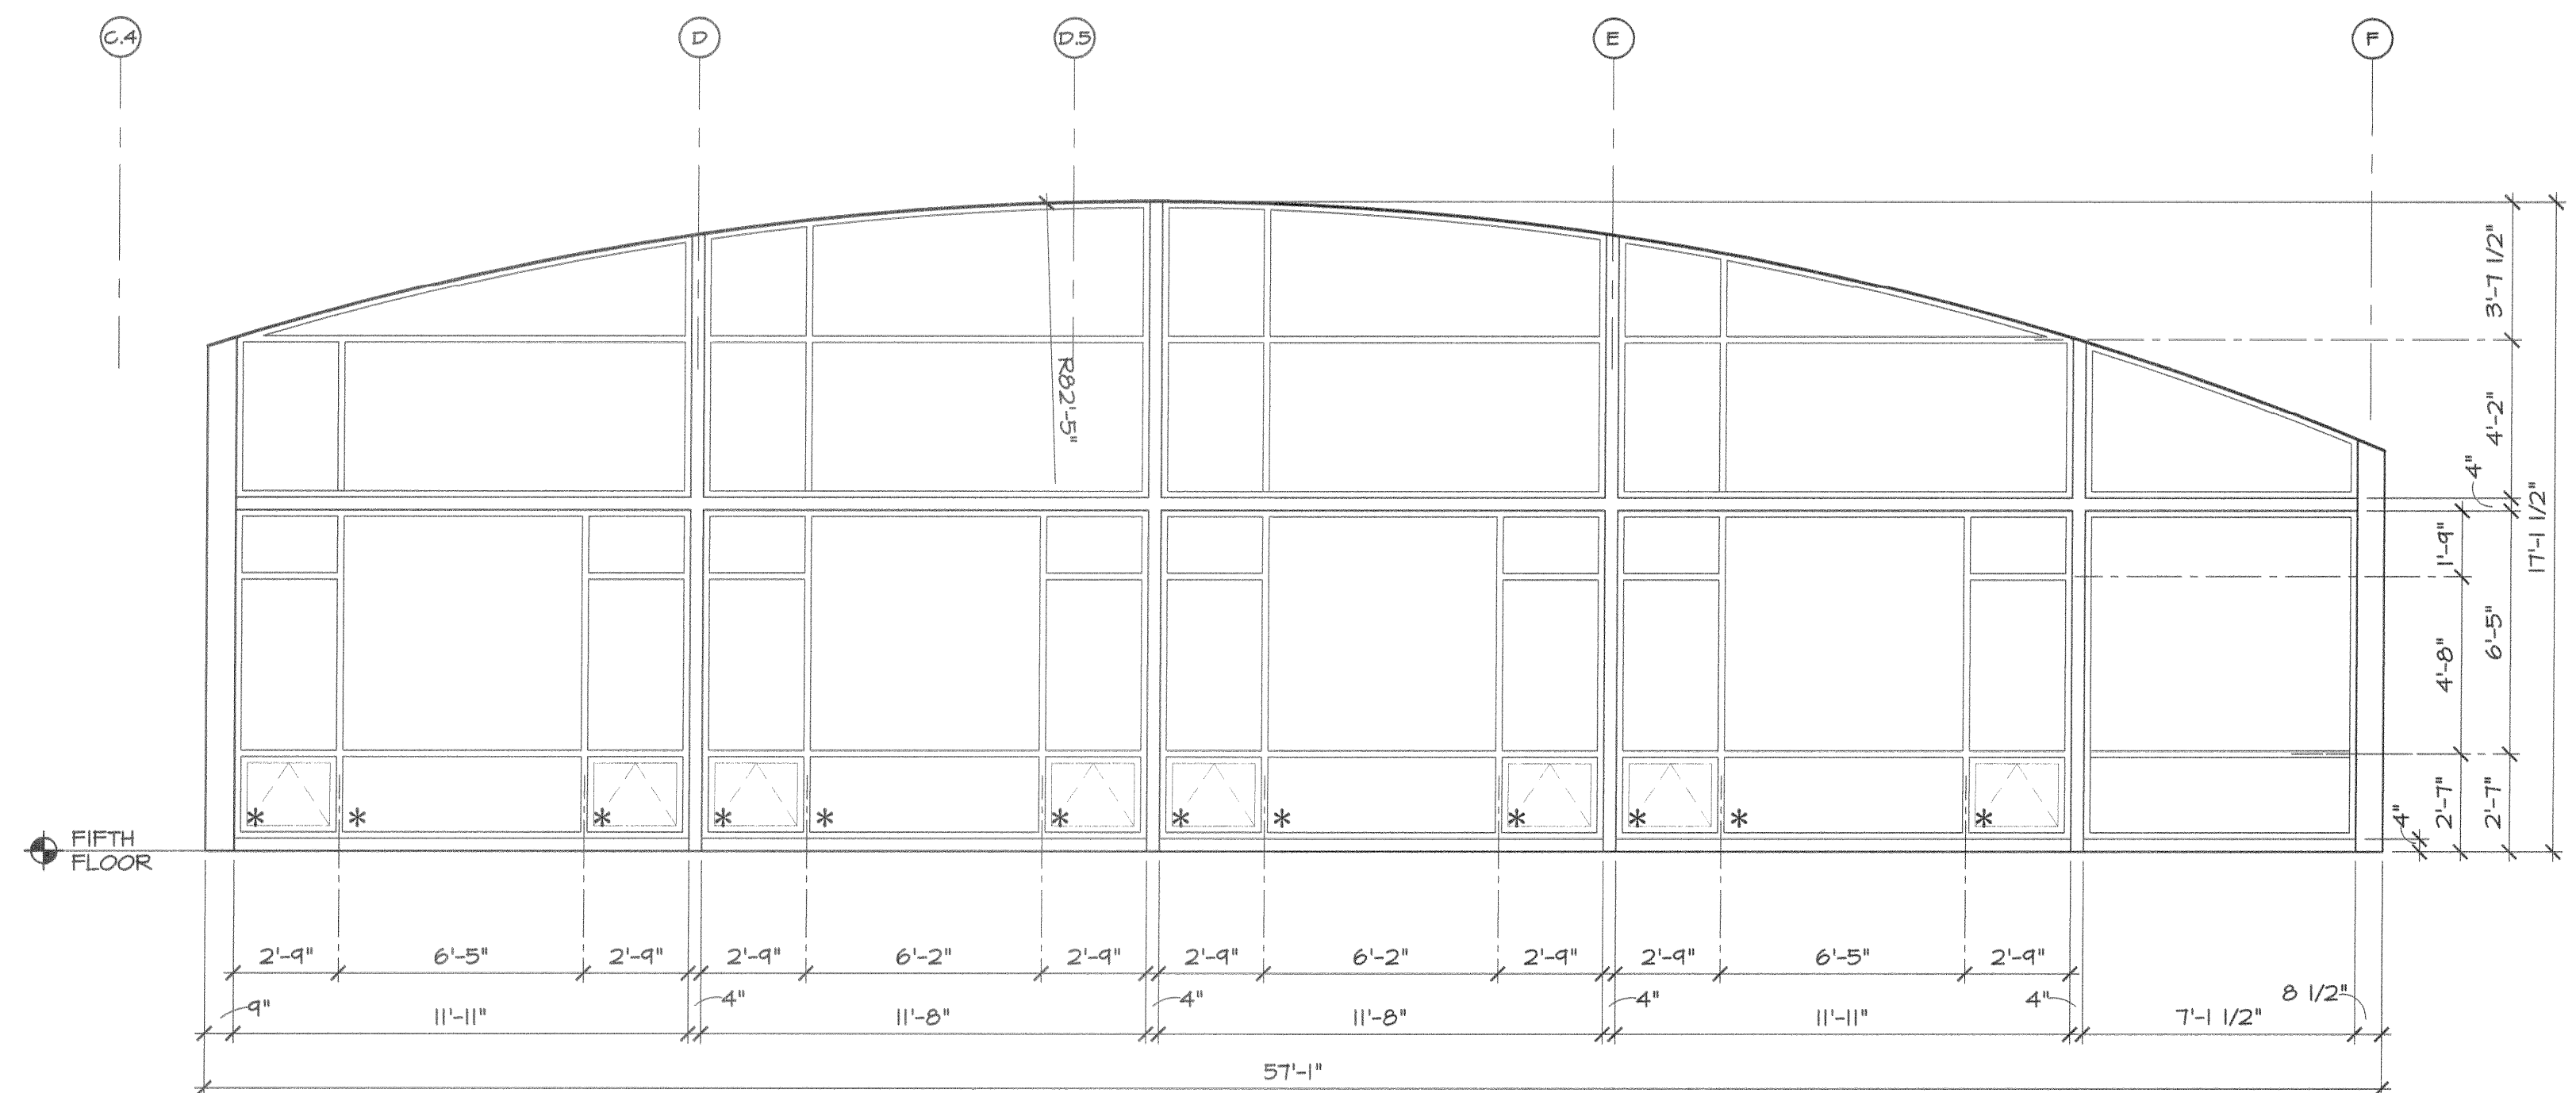 C.4 D D.5 E F
R82'-5"
3'-7 1/2"
4'-2"
4"
17'-1 1/2"
1'-9"
6'-5"
4'-8"
2'-7"
2'-7"
4"
* * * * * * * * * * * *
FIFTH
FLOOR
2'-9" 6'-5" 2'-9" 2'-9" 6'-2" 2'-9" 2'-9" 6'-2" 2'-9" 2'-9" 6'-5" 2'-9"
9" 4" 4" 4" 4" 8 1/2"
11'-11" 11'-8" 11'-8" 11'-11" 7'-1 1/2"
57'-1"